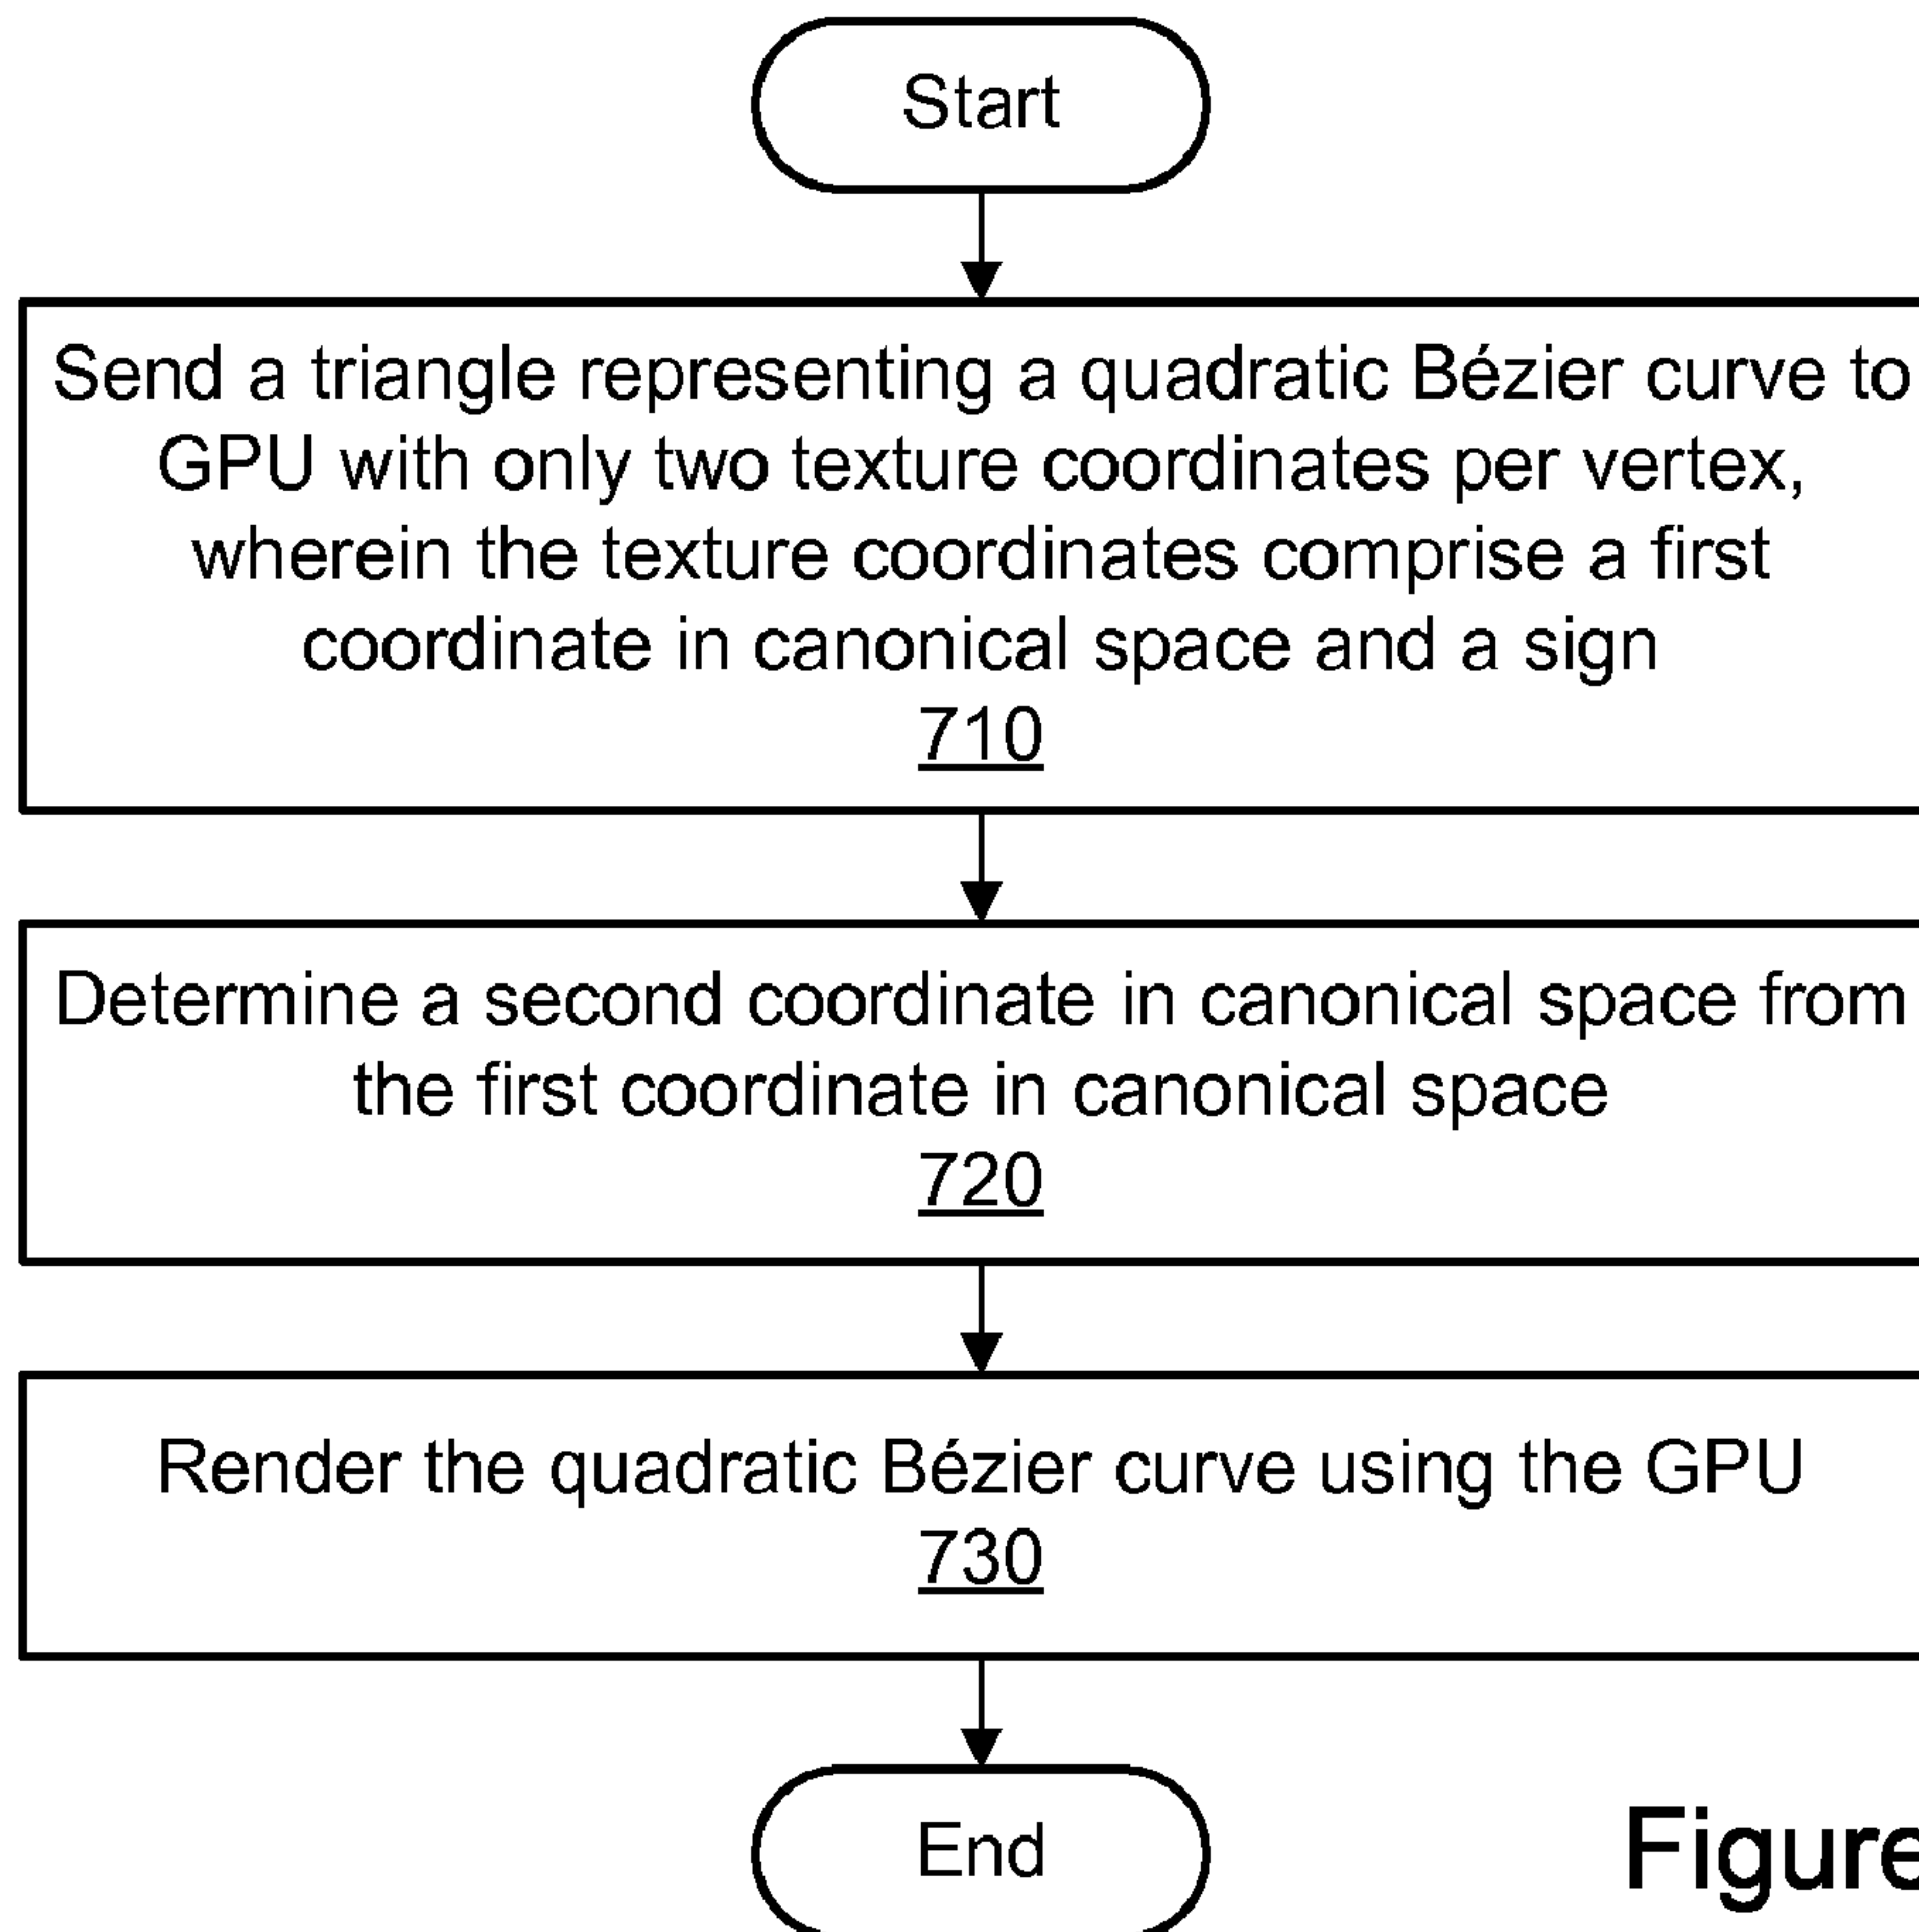 Start
Send a triangle representing a quadratic Bézier curve to
GPU with only two texture coordinates per vertex,
wherein the texture coordinates comprise a first
coordinate in canonical space and a sign
710
Determine a second coordinate in canonical space from
the first coordinate in canonical space
720
Render the quadratic Bézier curve using the GPU
730
End
Figure